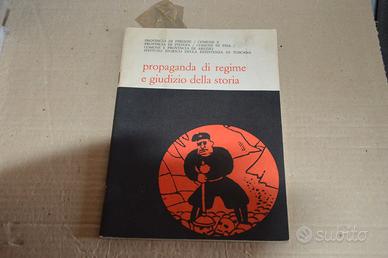 PROVINCIA DI FIRENZE / COMUNE E
PROVINCIA DI PISTOIA / COMUNE DI PISA /
COMUNE E PROVINCIA DI AREZZO
ISTITUTO STORICO DELLA RESISTENZA IN TOSCANA
propaganda di regime
e giudizio della storia
subito